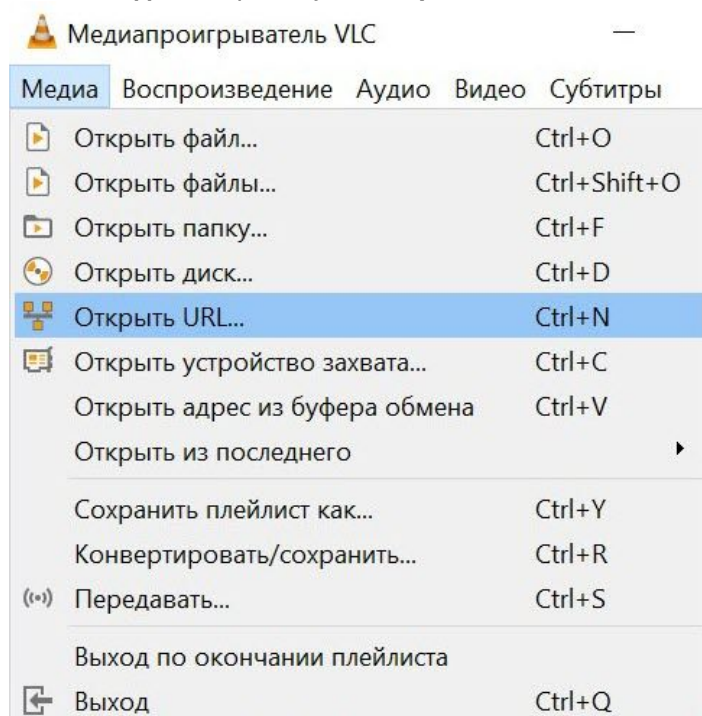 Медиапроигрыватель VLC
Медиа Воспроизведение Аудио Видео Субтитры
Открыть файл... Ctrl+O
Открыть файлы... Ctrl+Shift+O
Открыть папку... Ctrl+F
Открыть диск... Ctrl+D
Открыть URL... Ctrl+N
Открыть устройство захвата... Ctrl+C
Открыть адрес из буфера обмена Ctrl+V
Открыть из последнего
Сохранить плейлист как... Ctrl+Y
Конвертировать/сохранить... Ctrl+R
Передавать... Ctrl+S
Выход по окончании плейлиста
Выход Ctrl+Q